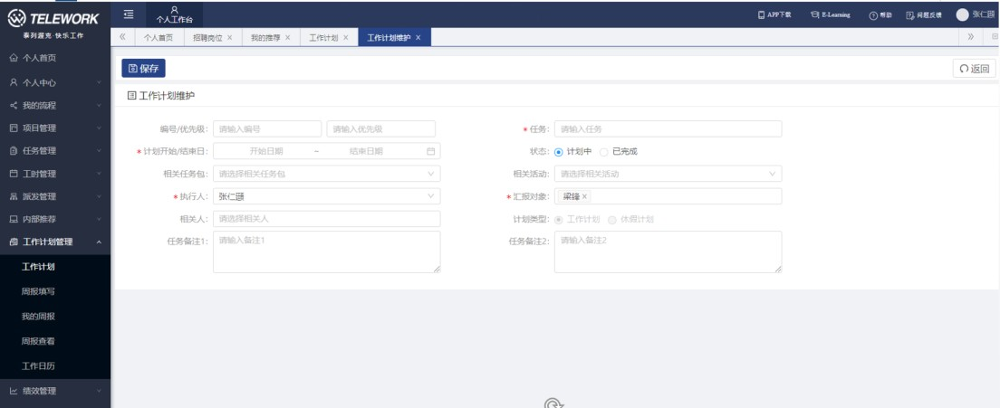 TELEWORK
泰列渥克·快乐工作
个人工作台
APP下载 E-Learning 帮助 问题反馈 张仁颋
个人首页 招聘岗位 × 我的推荐 × 工作计划 × 工作计划维护 ×
个人首页
个人中心
我的流程
项目管理
任务管理
工时管理
派发管理
内部推荐
工作计划管理
工作计划
周报填写
我的周报
周报查看
工作日历
绩效管理
保存 返回
工作计划维护
编号/优先级: 请输入编号 请输入优先级 * 任务: 请输入任务
* 计划开始/结束日: 开始日期 ~ 结束日期 状态: 计划中 已完成
相关任务包: 请选择相关任务包 相关活动: 请选择相关活动
* 执行人: 张仁颋 * 汇报对象: 梁锋 ×
相关人: 请选择相关人 计划类型: 工作计划 休假计划
任务备注1: 请输入备注1 任务备注2: 请输入备注2